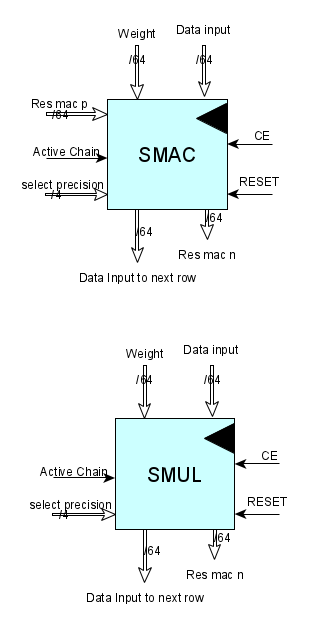 Weight
Data input
/64
/64
Res mac p
/64
SMAC
CE
Active Chain
select precision
/4
RESET
/64
/64
Res mac n
Data Input to next row
Weight
Data input
/64
/64
SMUL
CE
Active Chain
select precision
/4
RESET
/64
/64
Res mac n
Data Input to next row